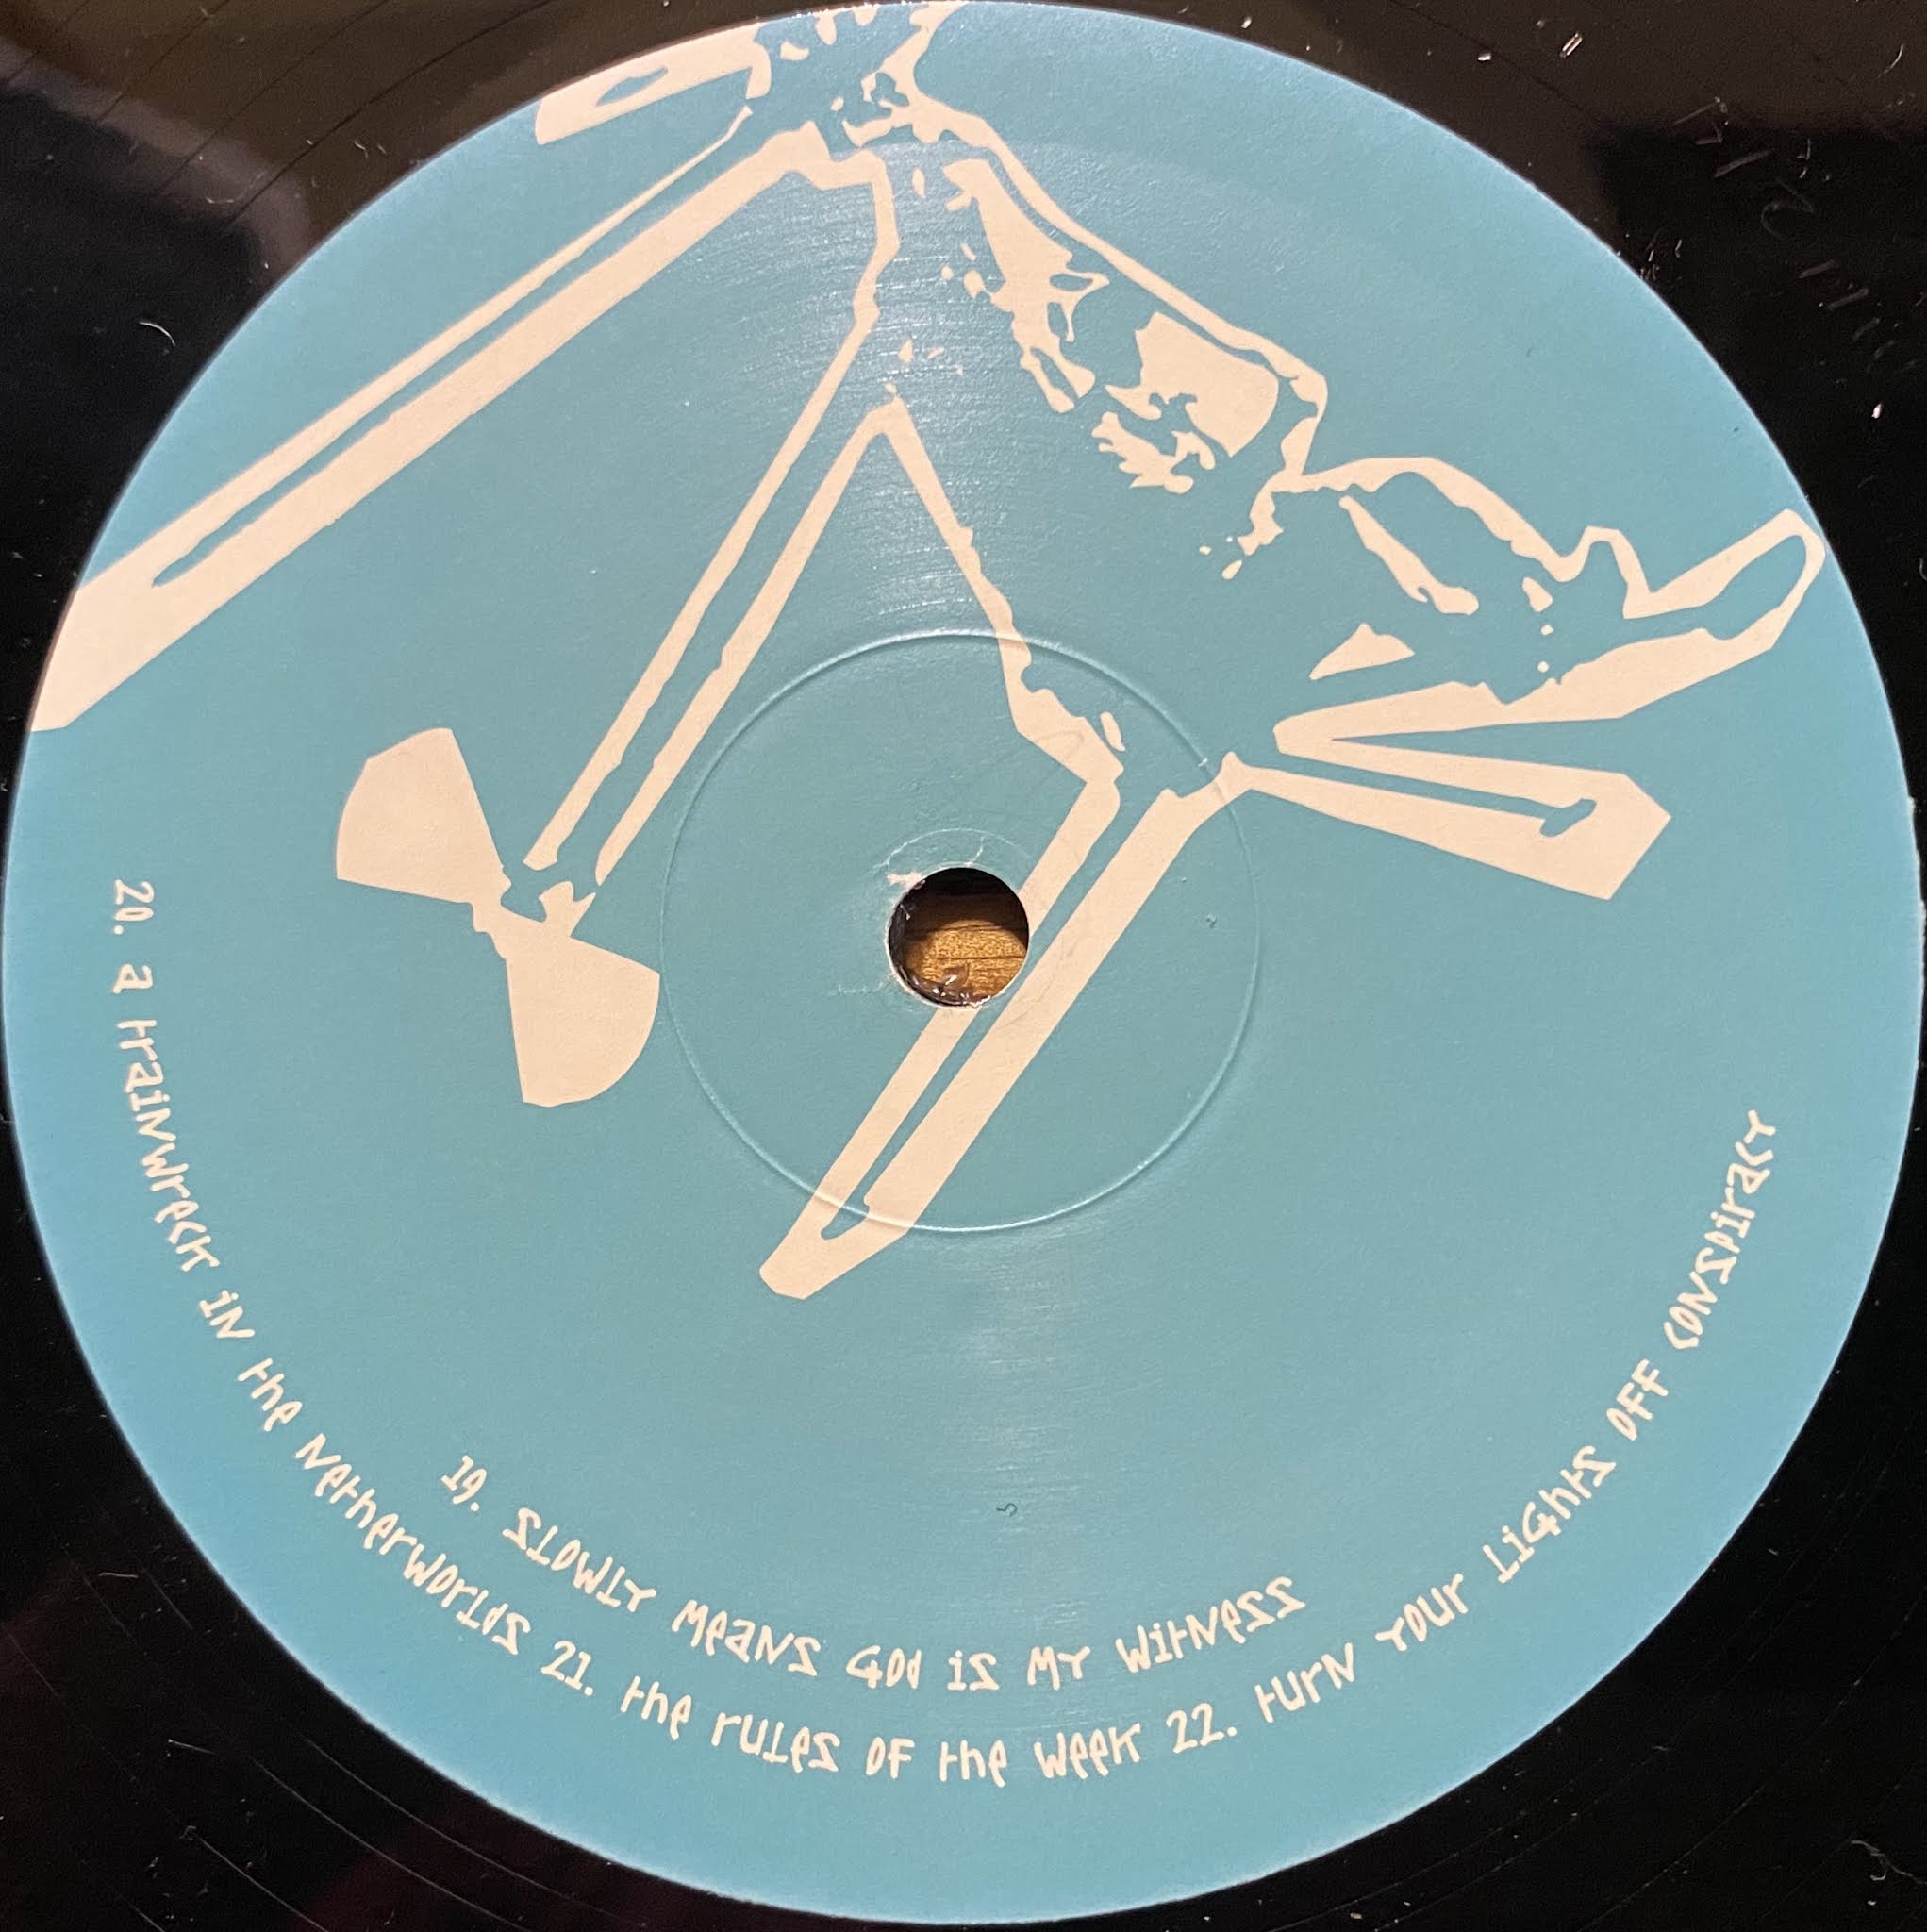 19. slowly means God is my witness
20. a trainwreck in the netherworlds 21. the rules of the week 22. turn your lights off conspiracy